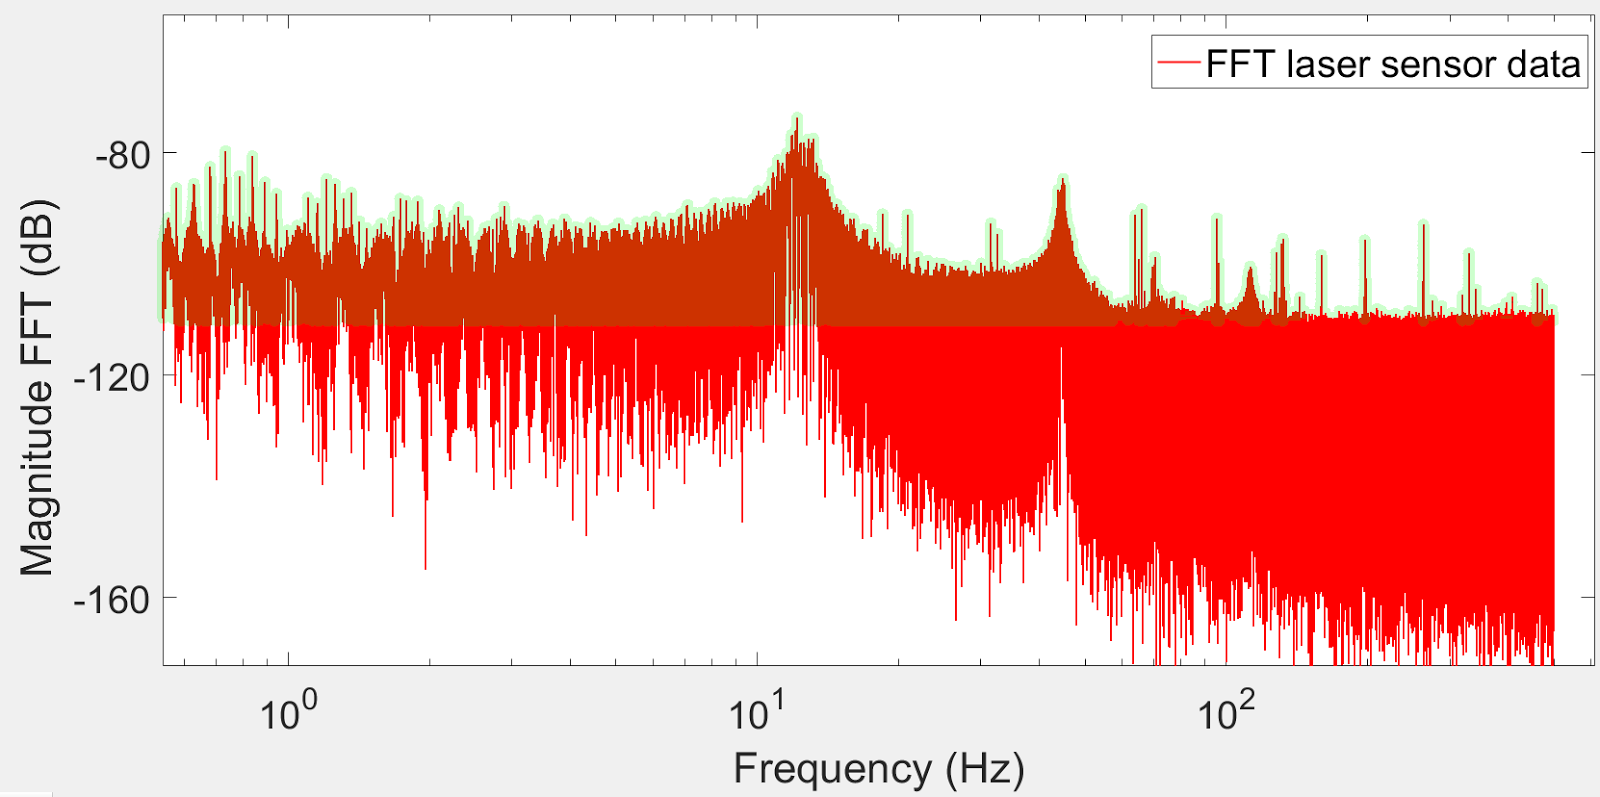 FFT laser sensor data
-80
-120
-160
Magnitude FFT (dB)
10^0 10^1 10^2
Frequency (Hz)